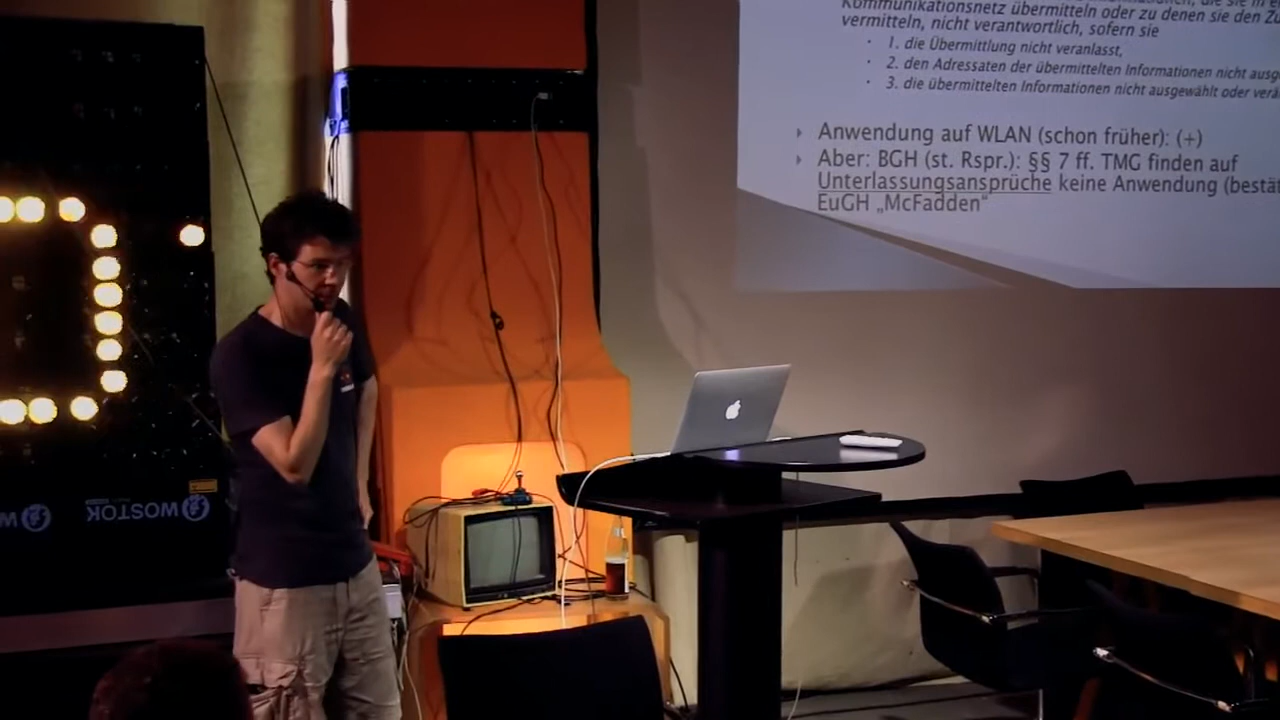 Kommunikationsnetz übermitteln oder zu denen sie den
vermitteln, nicht verantwortlich, sofern sie
1. die Übermittlung nicht veranlasst,
2. den Adressaten der übermittelten Informationen nicht
3. die übermittelten Informationen nicht ausgewählt oder
Anwendung auf WLAN (schon früher): (+)
Aber: BGH (st. Rspr.): §§ 7 ff. TMG finden auf
Unterlassungsansprüche keine Anwendung
EuGH „McFadden“
WOSTOK